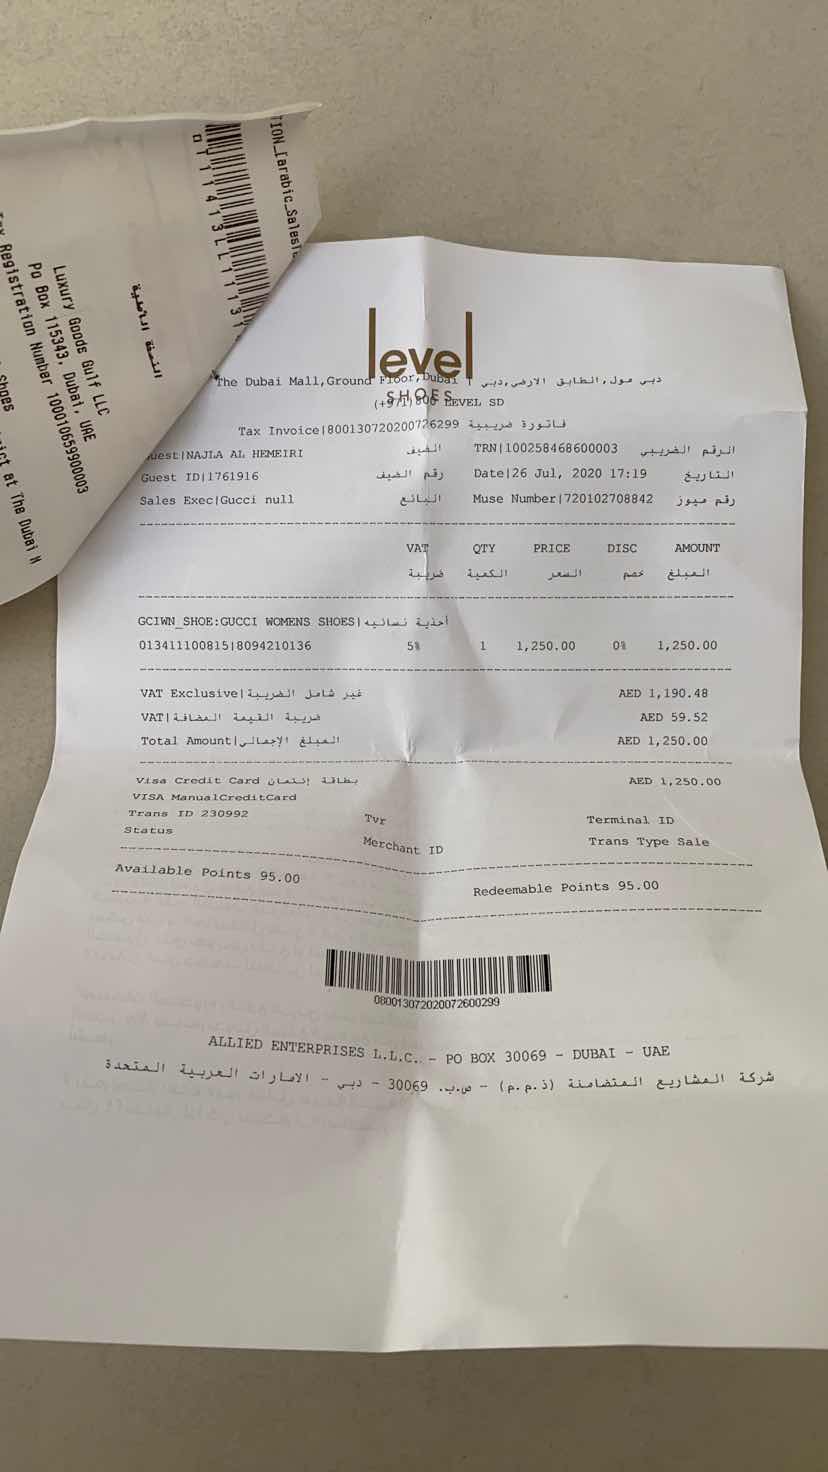 TION_[arabic_Sales
النسخة الاصلية
Luxury Goods Gulf LLC
Po Box 115343, Dubai, UAE
Registration Number 100010659900003
Shoes
at The Dubai M
level
SHOES
The Dubai Mall,Ground Floor,Dubai | دبي مول,الطابق الارضي,دبي
(+971)800 LEVEL SD
Tax Invoice|800130720200726299 فاتورة ضريبية
Guest|NAJLA AL HEMEIRI الضيف TRN|100258468600003 الرقم الضريبي
Guest ID|1761916 رقم الضيف Date|26 Jul, 2020 17:19 التاريخ
Sales Exec|Gucci null البائع Muse Number|720102708842 رقم ميوز
VAT QTY PRICE DISC AMOUNT
ضريبة الكمية السعر خصم المبلغ
GCIWN_SHOE:GUCCI WOMENS SHOES|أحذية نسائيه
013411100815|8094210136 5% 1 1,250.00 0% 1,250.00
VAT Exclusive|غير شامل الضريبة AED 1,190.48
VAT|ضريبة القيمة المضافة AED 59.52
Total Amount|المبلغ الإجمالي AED 1,250.00
Visa Credit Card بطاقة إئتمان AED 1,250.00
VISA ManualCreditCard
Trans ID 230992 Tvr Terminal ID
Status Merchant ID Trans Type Sale
Available Points 95.00 Redeemable Points 95.00
080013072020072600299
ALLIED ENTERPRISES L.L.C. - PO BOX 30069 - DUBAI - UAE
شركة المشاريع المتضامنة (ذ.م.م) - ص.ب. 30069 - دبي - الامارات العربية المتحدة